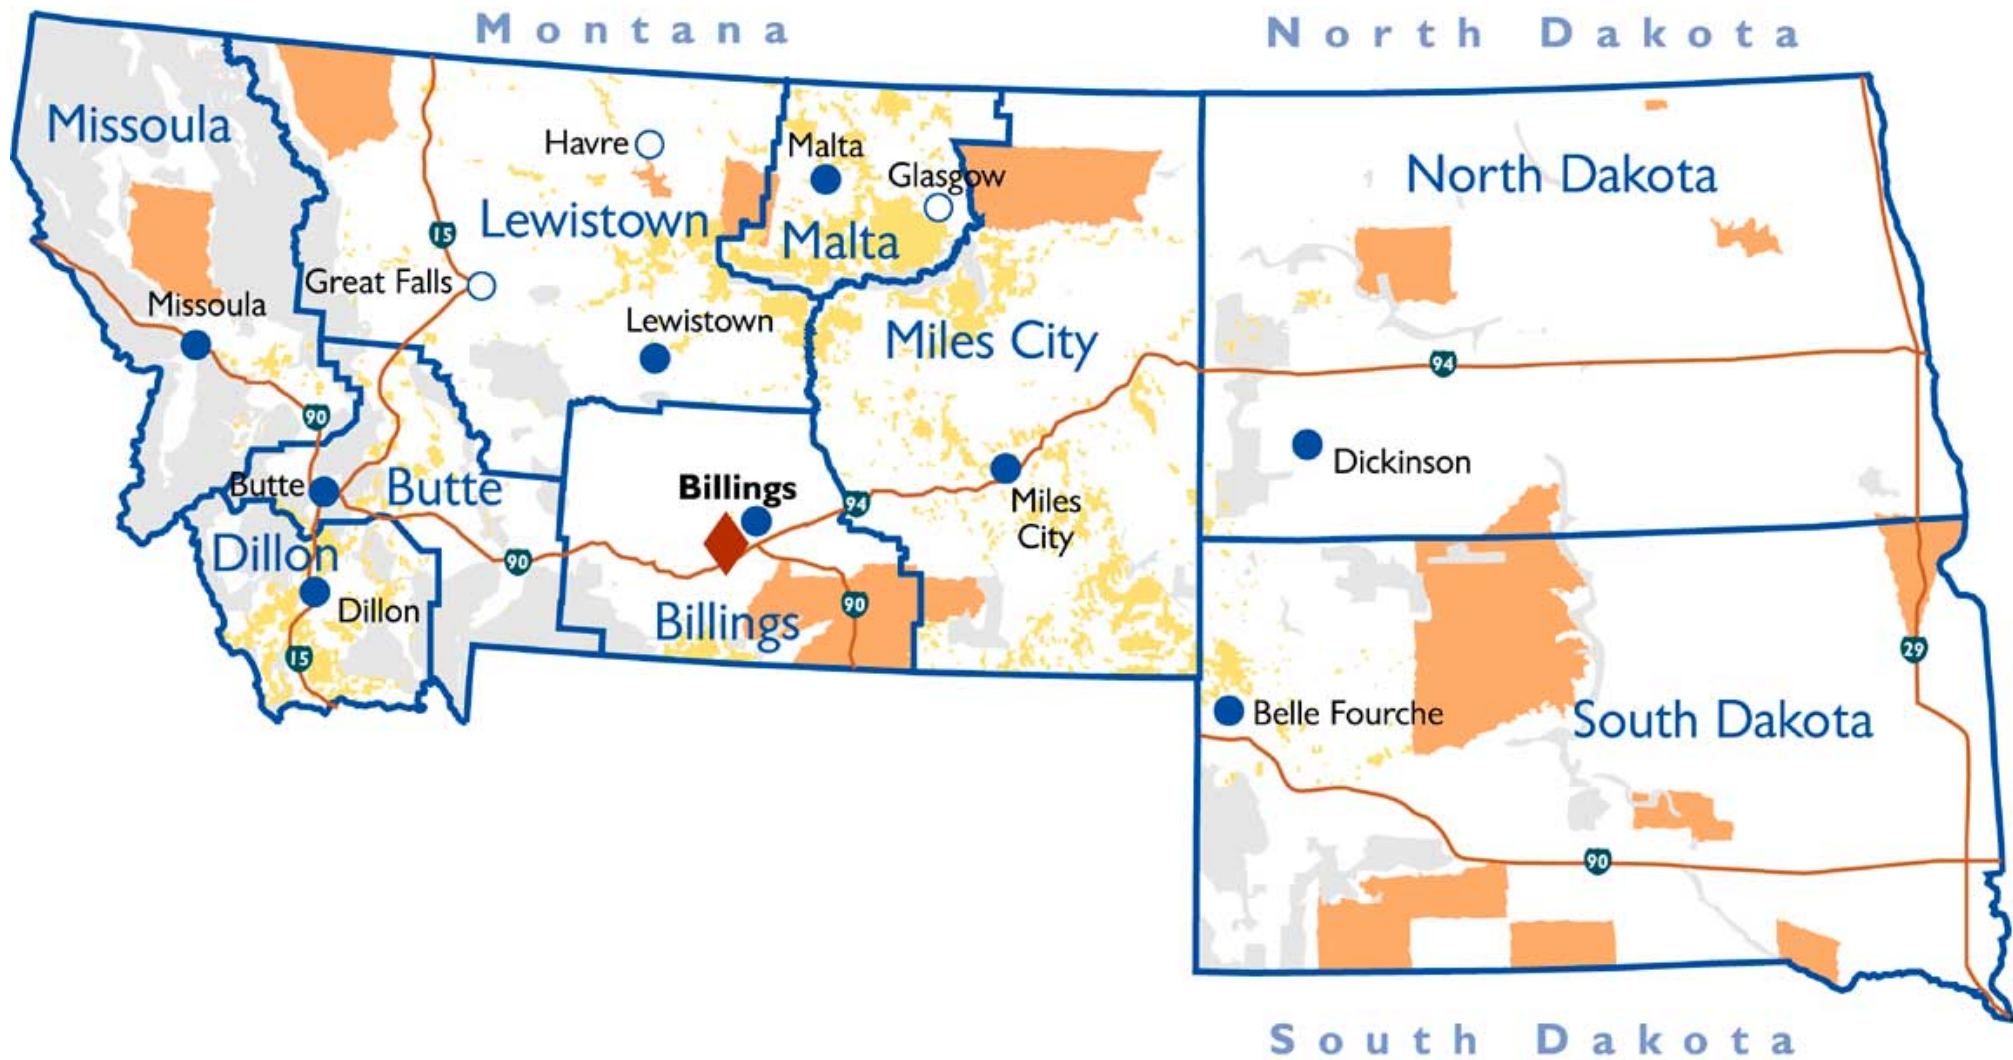 Montana
North Dakota
Missoula
Havre
Malta
Glasgow
North Dakota
Lewistown
15
Malta
Great Falls
Missoula
Lewistown
Miles City
94
90
Dickinson
Butte
Butte
Billings
94
Miles
City
Dillon
90
Dillon
Billings
90
15
29
Belle Fourche
South Dakota
90
South Dakota